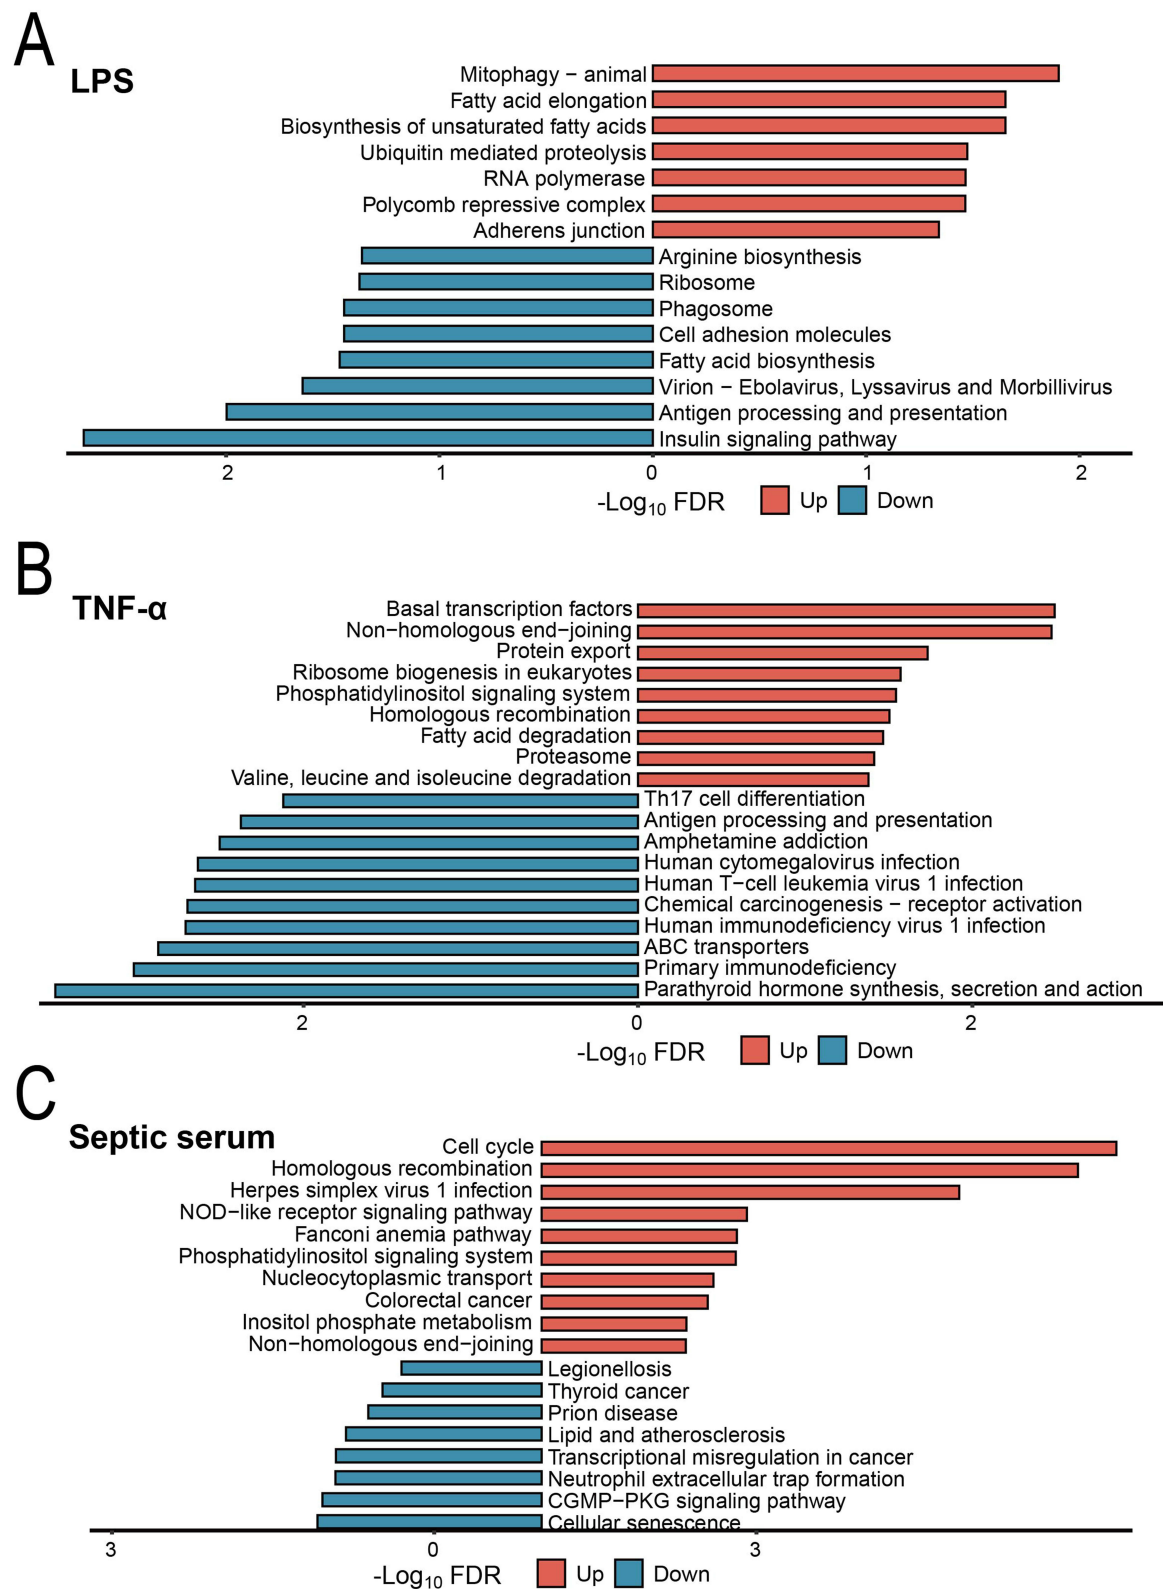 A
LPS
Mitophagy − animal
Fatty acid elongation
Biosynthesis of unsaturated fatty acids
Ubiquitin mediated proteolysis
RNA polymerase
Polycomb repressive complex
Adherens junction
Arginine biosynthesis
Ribosome
Phagosome
Cell adhesion molecules
Fatty acid biosynthesis
Virion − Ebolavirus, Lyssavirus and Morbillivirus
Antigen processing and presentation
Insulin signaling pathway
2 1 0 1 2
-Log₁₀ FDR Up Down
B
TNF-α
Basal transcription factors
Non−homologous end−joining
Protein export
Ribosome biogenesis in eukaryotes
Phosphatidylinositol signaling system
Homologous recombination
Fatty acid degradation
Proteasome
Valine, leucine and isoleucine degradation
Th17 cell differentiation
Antigen processing and presentation
Amphetamine addiction
Human cytomegalovirus infection
Human T−cell leukemia virus 1 infection
Chemical carcinogenesis − receptor activation
Human immunodeficiency virus 1 infection
ABC transporters
Primary immunodeficiency
Parathyroid hormone synthesis, secretion and action
2 0 2
-Log₁₀ FDR Up Down
C
Septic serum
Cell cycle
Homologous recombination
Herpes simplex virus 1 infection
NOD−like receptor signaling pathway
Fanconi anemia pathway
Phosphatidylinositol signaling system
Nucleocytoplasmic transport
Colorectal cancer
Inositol phosphate metabolism
Non−homologous end−joining
Legionellosis
Thyroid cancer
Prion disease
Lipid and atherosclerosis
Transcriptional misregulation in cancer
Neutrophil extracellular trap formation
CGMP−PKG signaling pathway
Cellular senescence
3 0 3
-Log₁₀ FDR Up Down